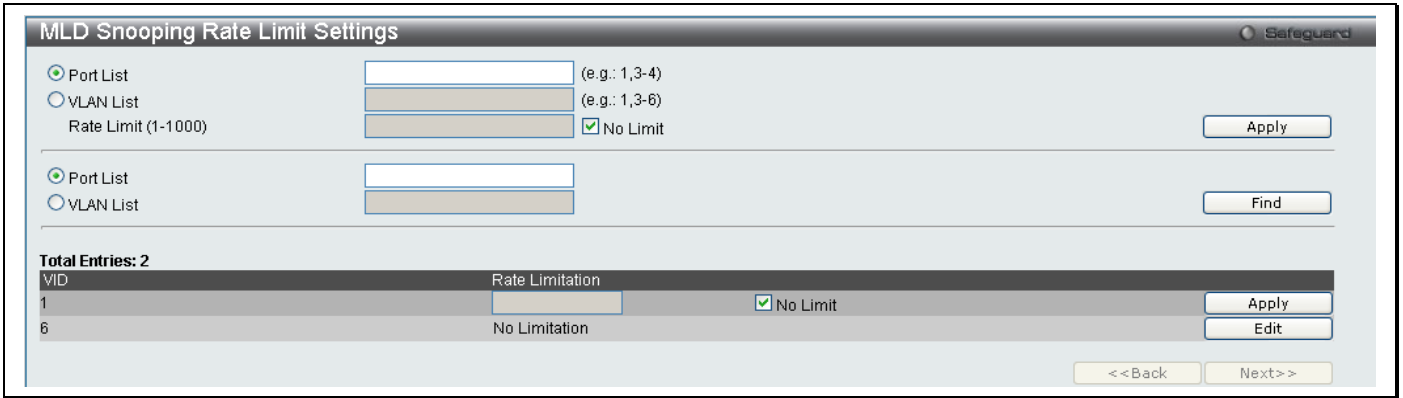 MLD Snooping Rate Limit Settings
Safeguard
Port List (e.g.: 1,3-4)
VLAN List (e.g.: 1,3-6)
Rate Limit (1-1000) No Limit Apply
Port List
VLAN List Find
Total Entries: 2
VID Rate Limitation
1 No Limit Apply
6 No Limitation Edit
<<Back Next>>